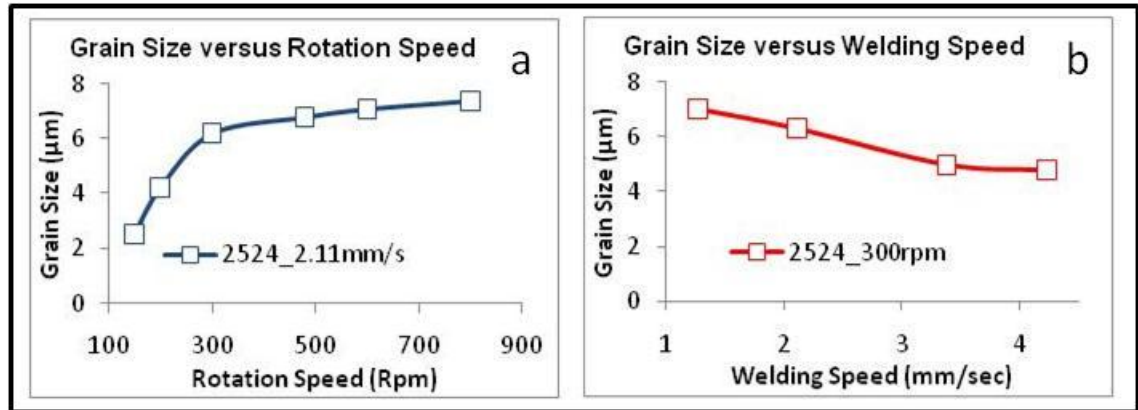 Grain Size versus Rotation Speed
a
8
6
4
2
0
Grain Size (µm)
2524_2.11mm/s
100 300 500 700 900
Rotation Speed (Rpm)
Grain Size versus Welding Speed
b
8
6
4
2
0
Grain Size (µm)
2524_300rpm
1 2 3 4
Welding Speed (mm/sec)